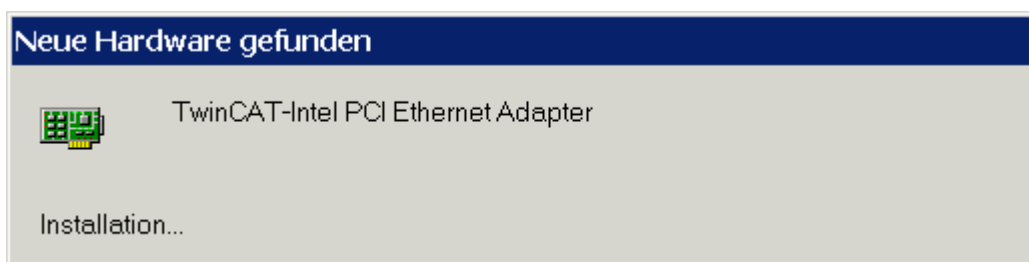 Neue Hardware gefunden
TwinCAT-Intel PCI Ethernet Adapter
Installation...